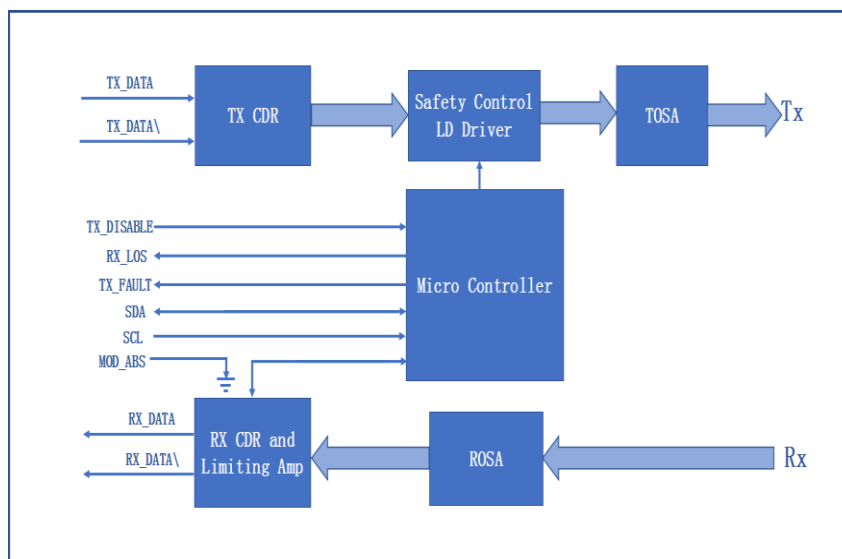 TX_DATA
TX_DATA\
TX CDR
Safety Control
LD Driver
TOSA
Tx
TX_DISABLE
RX_LOS
TX_FAULT
SDA
SCL
MOD_ABS
Micro Controller
RX_DATA
RX_DATA\
RX CDR and
Limiting Amp
ROSA
Rx